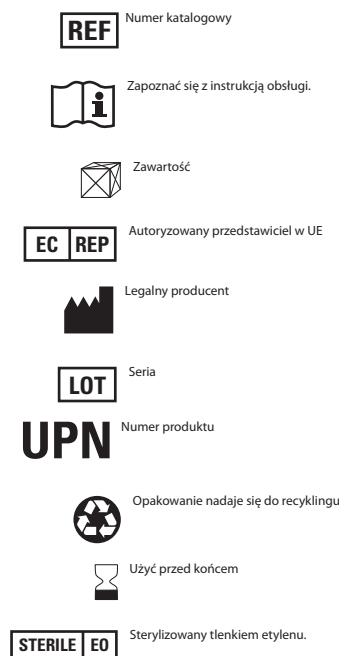 REF Numer katalogowy
Zapoznać się z instrukcją obsługi.
Zawartość
EC REP Autoryzowany przedstawiciel w UE
Legalny producent
LOT Seria
UPN Numer produktu
Opakowanie nadaje się do recyklingu
Użyć przed końcem
STERILE EO Sterylizowany tlenkiem etylenu.